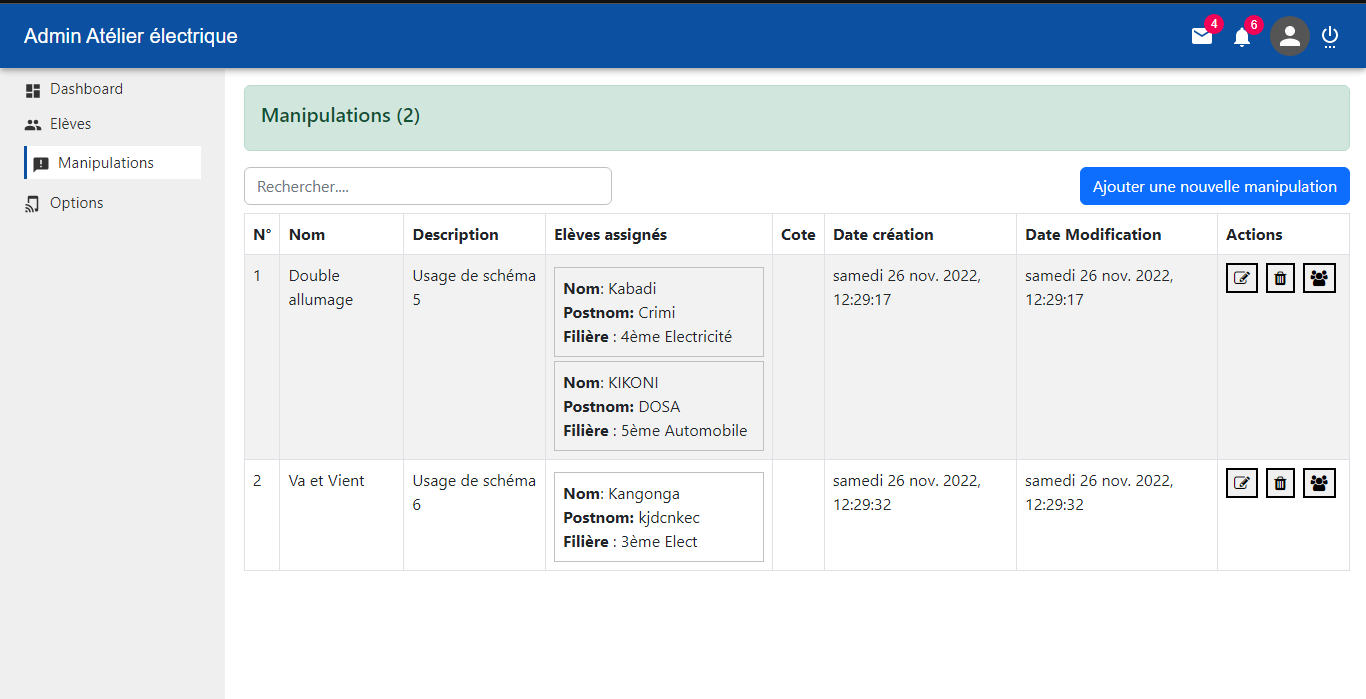 Admin Atélier électrique
4
6
Dashboard
Elèves
Manipulations
Options
Manipulations (2)
Rechercher....
Ajouter une nouvelle manipulation
N° Nom Description Elèves assignés Cote Date création Date Modification Actions
1 Double allumage Usage de schéma 5
Nom: Kabadi
Postnom: Crimi
Filière : 4ème Electricité
Nom: KIKONI
Postnom: DOSA
Filière : 5ème Automobile
samedi 26 nov. 2022, 12:29:17
samedi 26 nov. 2022, 12:29:17
2 Va et Vient Usage de schéma 6
Nom: Kangonga
Postnom: kjdcnkec
Filière : 3ème Elect
samedi 26 nov. 2022, 12:29:32
samedi 26 nov. 2022, 12:29:32